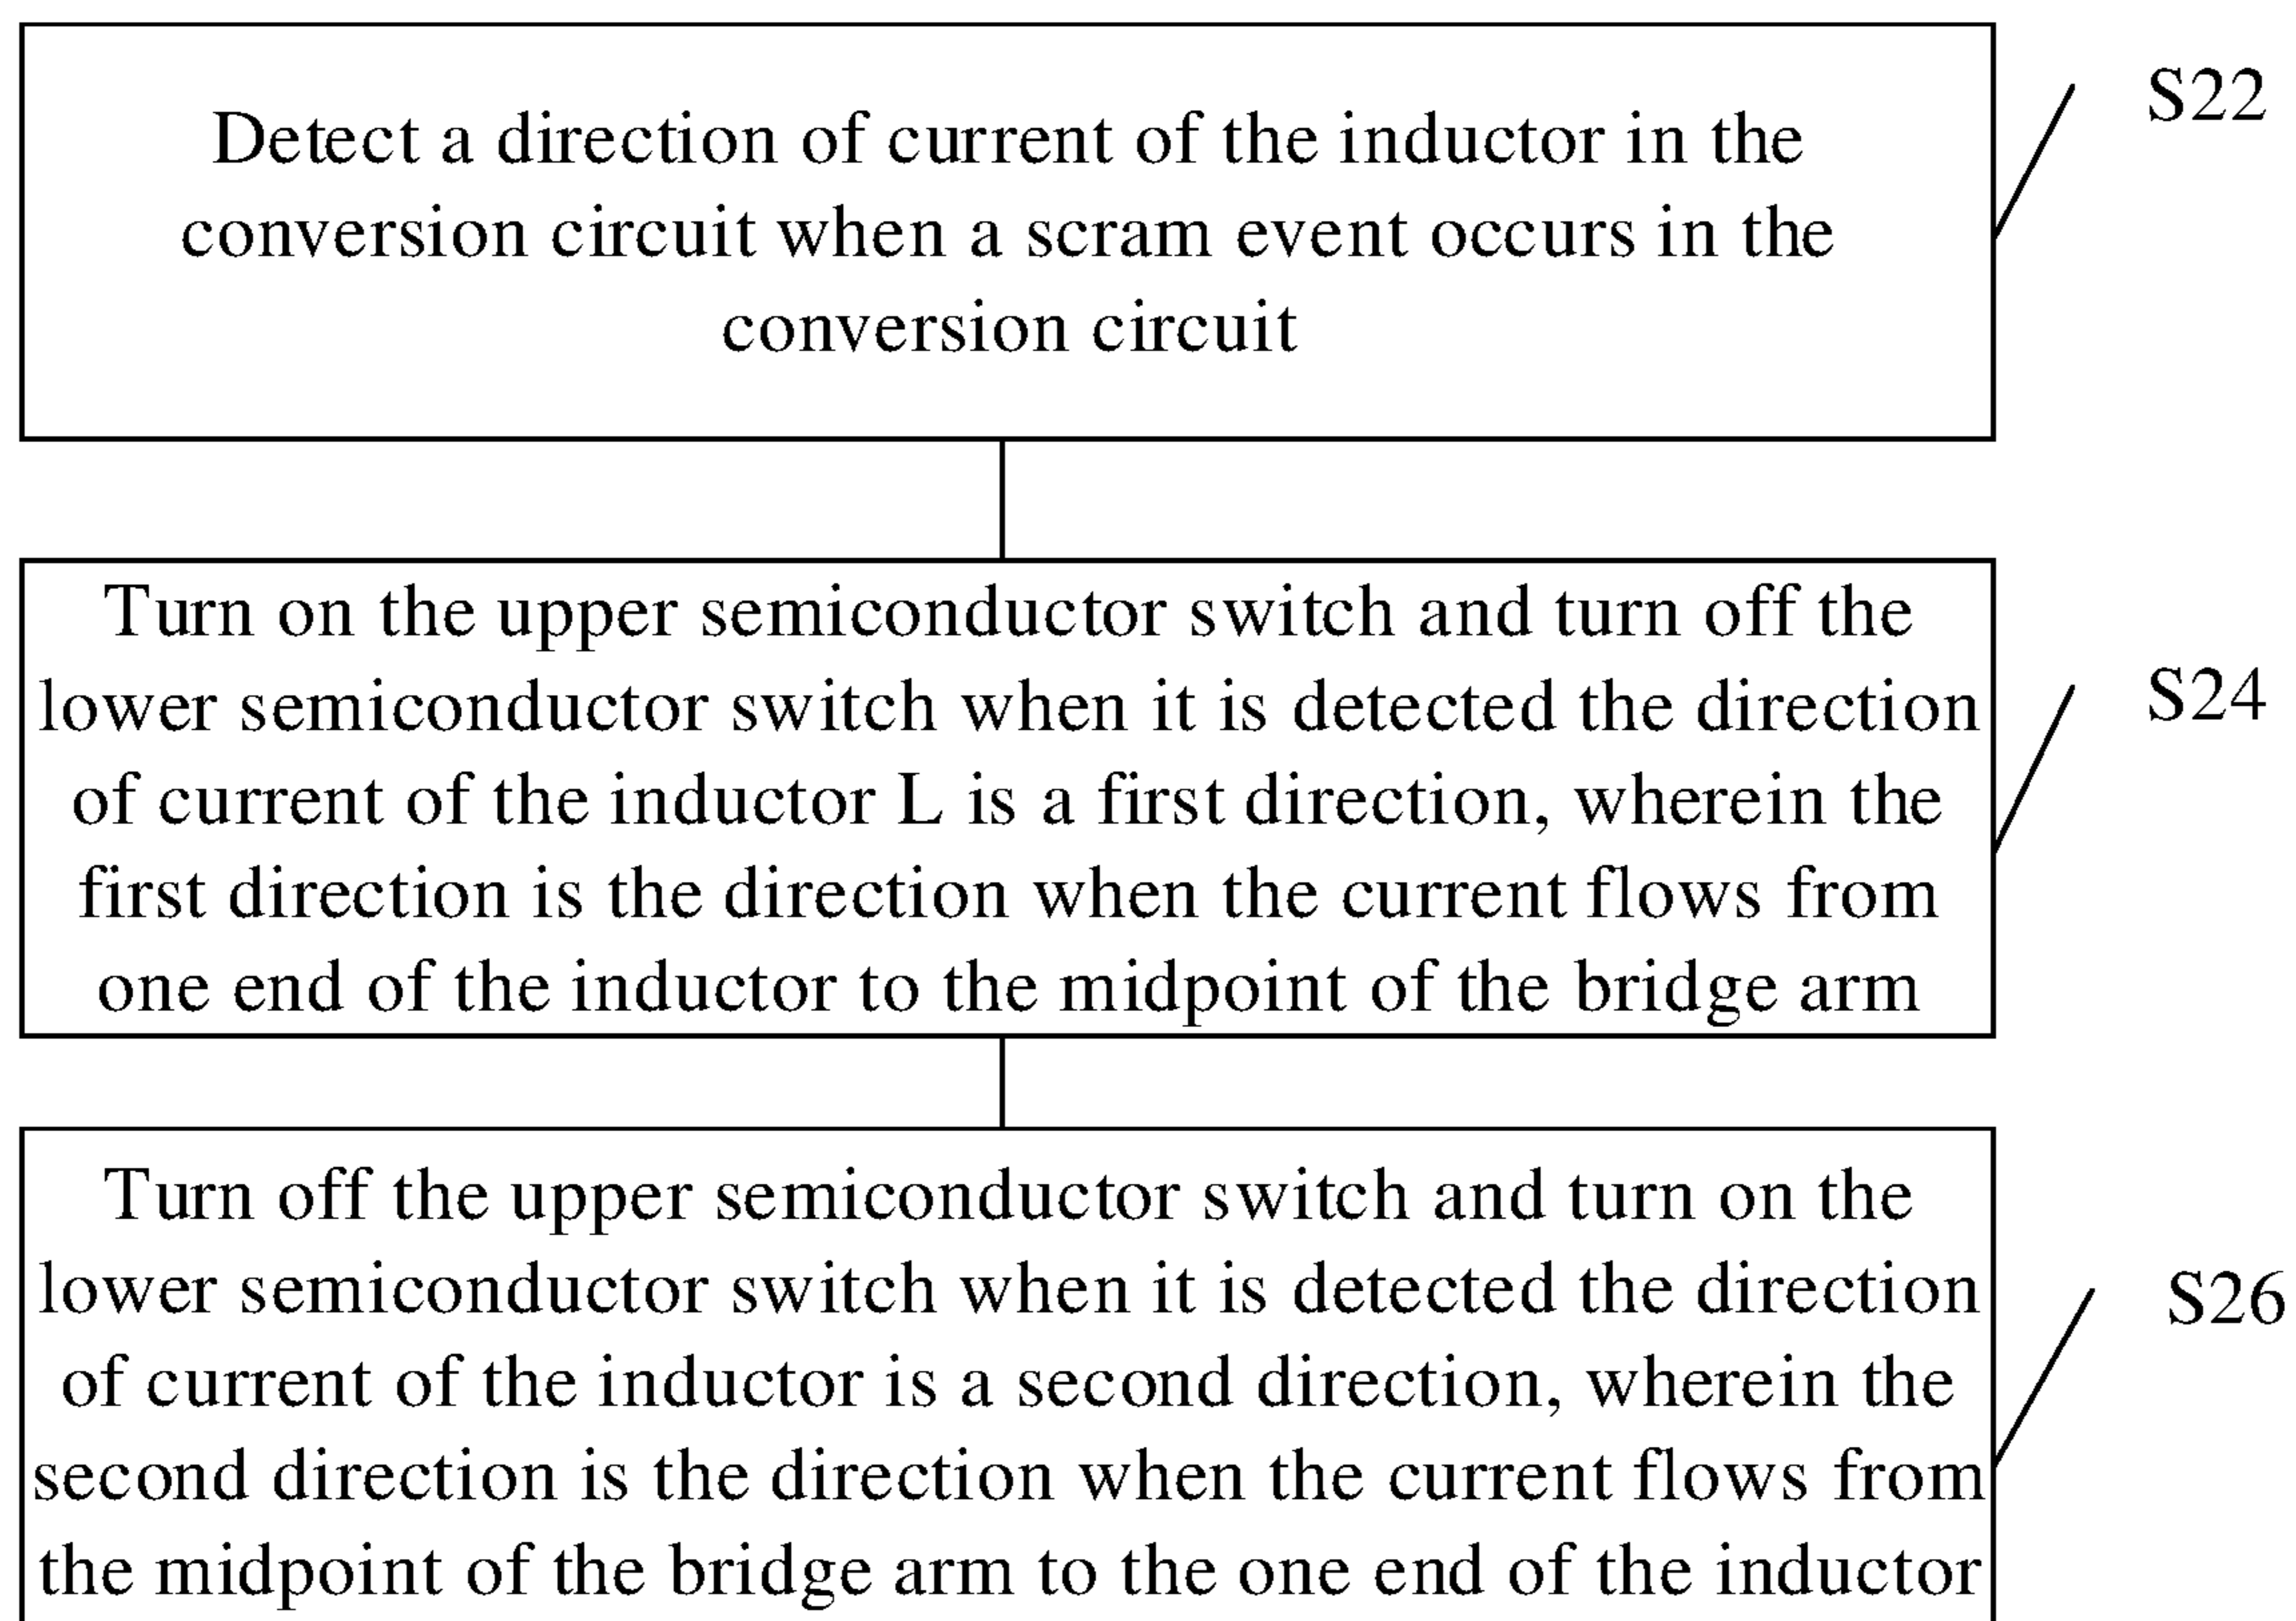 Detect a direction of current of the inductor in the
conversion circuit when a scram event occurs in the
conversion circuit
S22
Turn on the upper semiconductor switch and turn off the
lower semiconductor switch when it is detected the direction
of current of the inductor L is a first direction, wherein the
first direction is the direction when the current flows from
one end of the inductor to the midpoint of the bridge arm
S24
Turn off the upper semiconductor switch and turn on the
lower semiconductor switch when it is detected the direction
of current of the inductor is a second direction, wherein the
second direction is the direction when the current flows from
the midpoint of the bridge arm to the one end of the inductor
S26